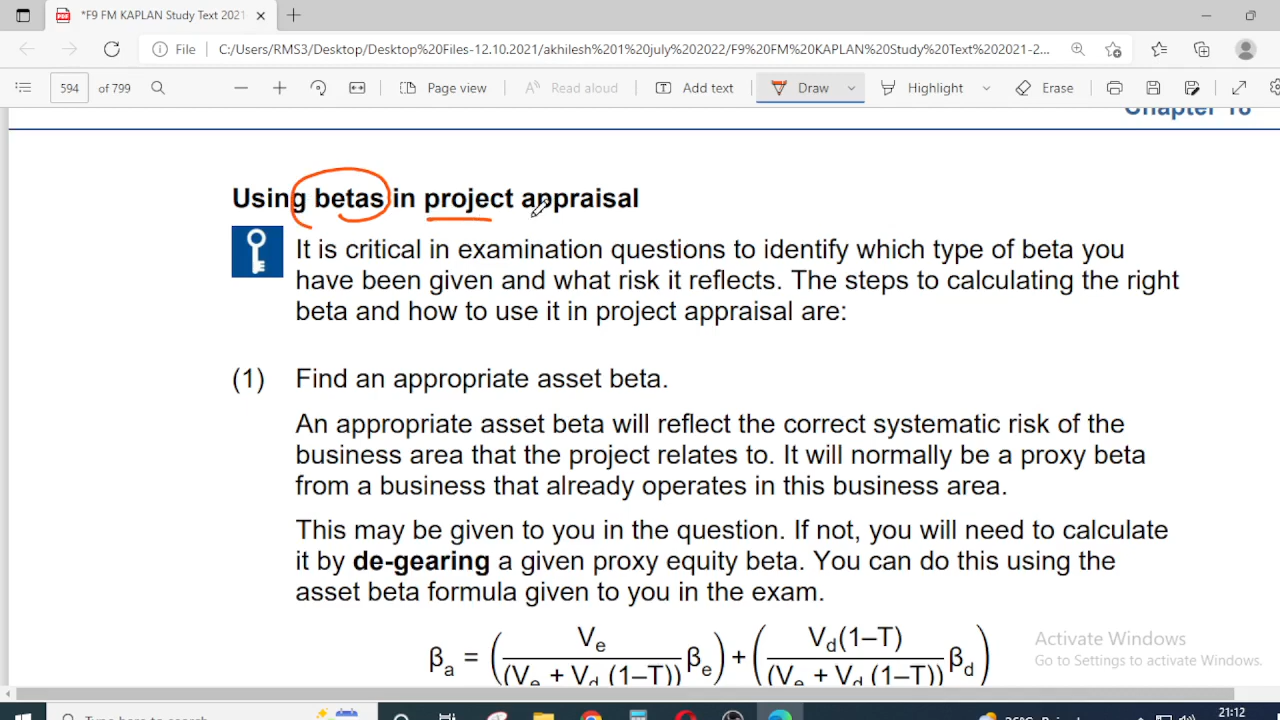 *F9 FM KAPLAN Study Text 2021
File
C:/Users/RMS3/Desktop/Desktop%20Files-12.10.2021/akhilesh%201%20july%202022/F9%20FM%20KAPLAN%20Study%20Text%202021-2...
594 of 799
Page view
Read aloud
Add text
Draw
Highlight
Erase
Chapter 18
Using betas in project appraisal
It is critical in examination questions to identify which type of beta you
have been given and what risk it reflects. The steps to calculating the right
beta and how to use it in project appraisal are:
(1) Find an appropriate asset beta.
An appropriate asset beta will reflect the correct systematic risk of the
business area that the project relates to. It will normally be a proxy beta
from a business that already operates in this business area.
This may be given to you in the question. If not, you will need to calculate
it by de-gearing a given proxy equity beta. You can do this using the
asset beta formula given to you in the exam.
βa = (Ve / (Ve + Vd (1–T)) βe) + (Vd(1–T) / (Ve + Vd (1–T)) βd)
Activate Windows
Go to Settings to activate Windows.
Type here to search
21:12